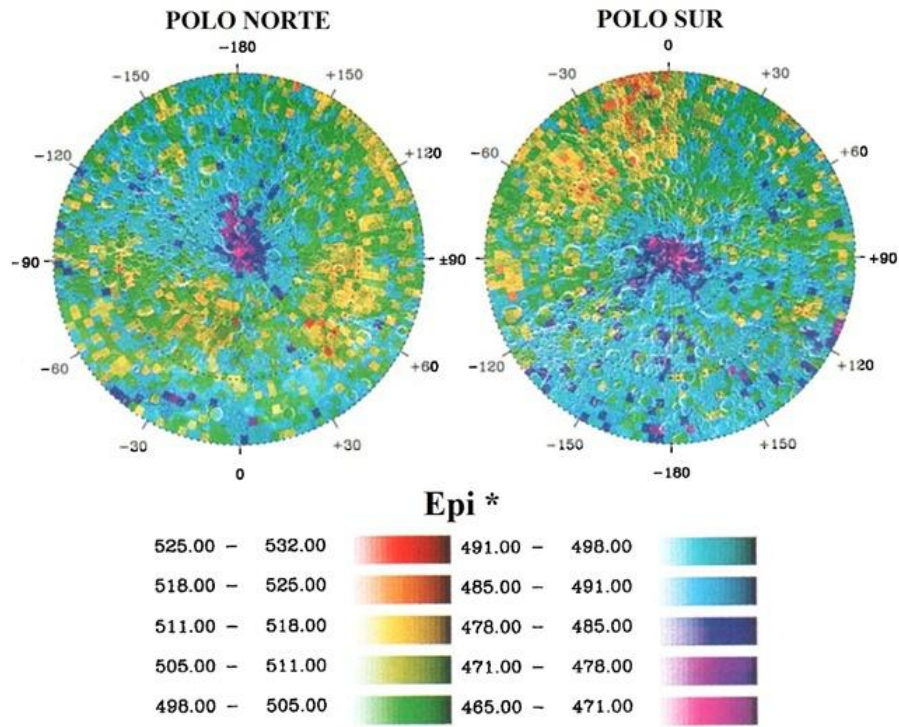 POLO NORTE
-180
-150
+150
-120
+120
-90
±90
-60
+60
-30
+30
0
POLO SUR
0
-30
+30
-60
+60
+90
-120
+120
-150
+150
-180
Epi *
525.00 - 532.00
491.00 - 498.00
518.00 - 525.00
485.00 - 491.00
511.00 - 518.00
478.00 - 485.00
505.00 - 511.00
471.00 - 478.00
498.00 - 505.00
465.00 - 471.00